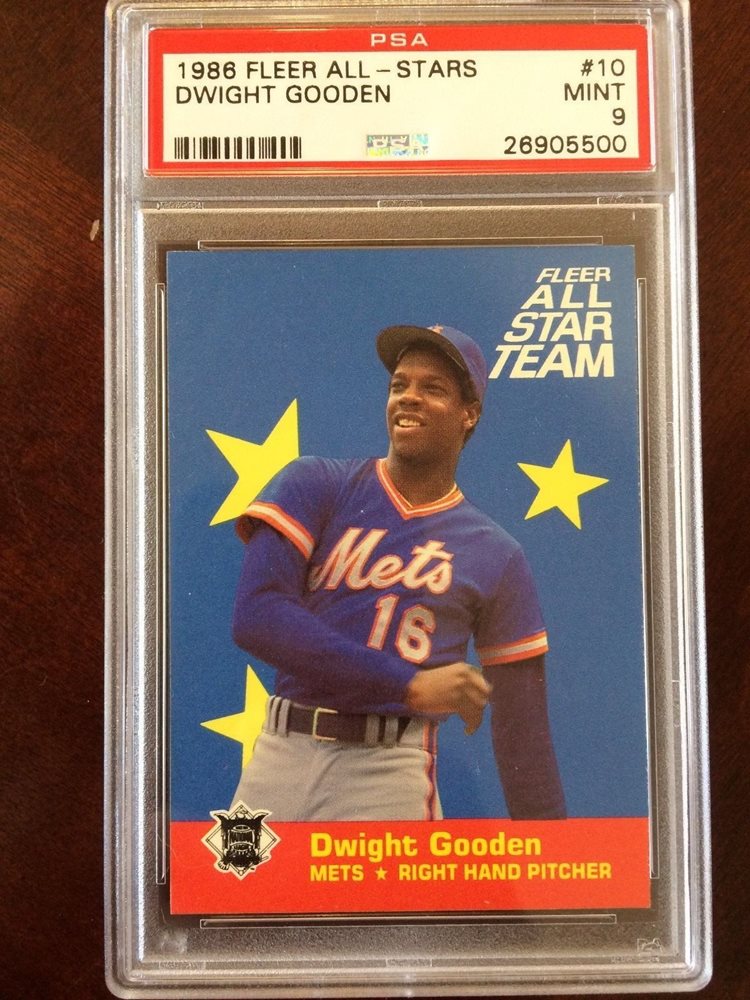 PSA
1986 FLEER ALL-STARS #10
DWIGHT GOODEN MINT
9
PSA 26905500
FLEER
ALL
STAR
TEAM
Mets
16
Dwight Gooden
METS ★ RIGHT HAND PITCHER